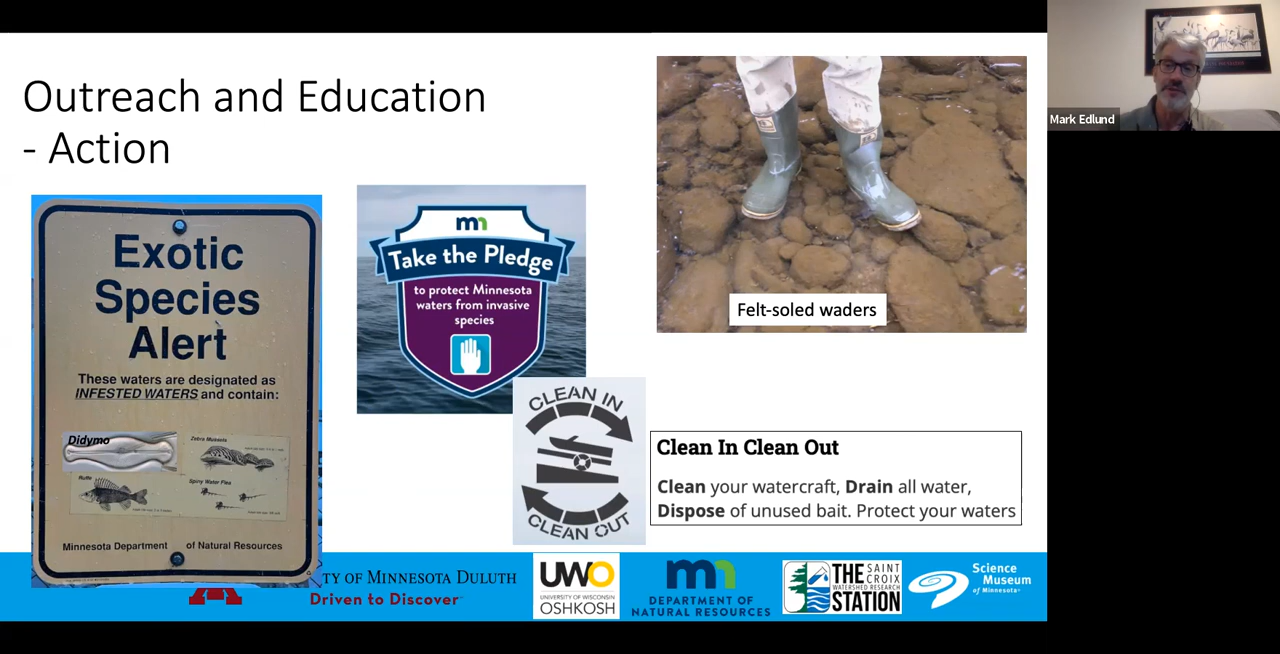 Outreach and Education
- Action
Exotic
Species
Alert
These waters are designated as
INFESTED WATERS and contain:
Didymo
Zebra Mussels
Ruffe
Spiny Water Flea
Minnesota Department of Natural Resources
mn
Take the Pledge
to protect Minnesota
waters from invasive
species
CLEAN IN
CLEAN OUT
Felt-soled waders
Clean In Clean Out
Clean your watercraft, Drain all water,
Dispose of unused bait. Protect your waters
TY OF MINNESOTA DULUTH
Driven to Discover
UWO
UNIVERSITY OF WISCONSIN
OSHKOSH
mn
DEPARTMENT OF
NATURAL RESOURCES
THE SAINT CROIX
WATERSHED RESEARCH
STATION
Science
Museum
of Minnesota
Mark Edlund